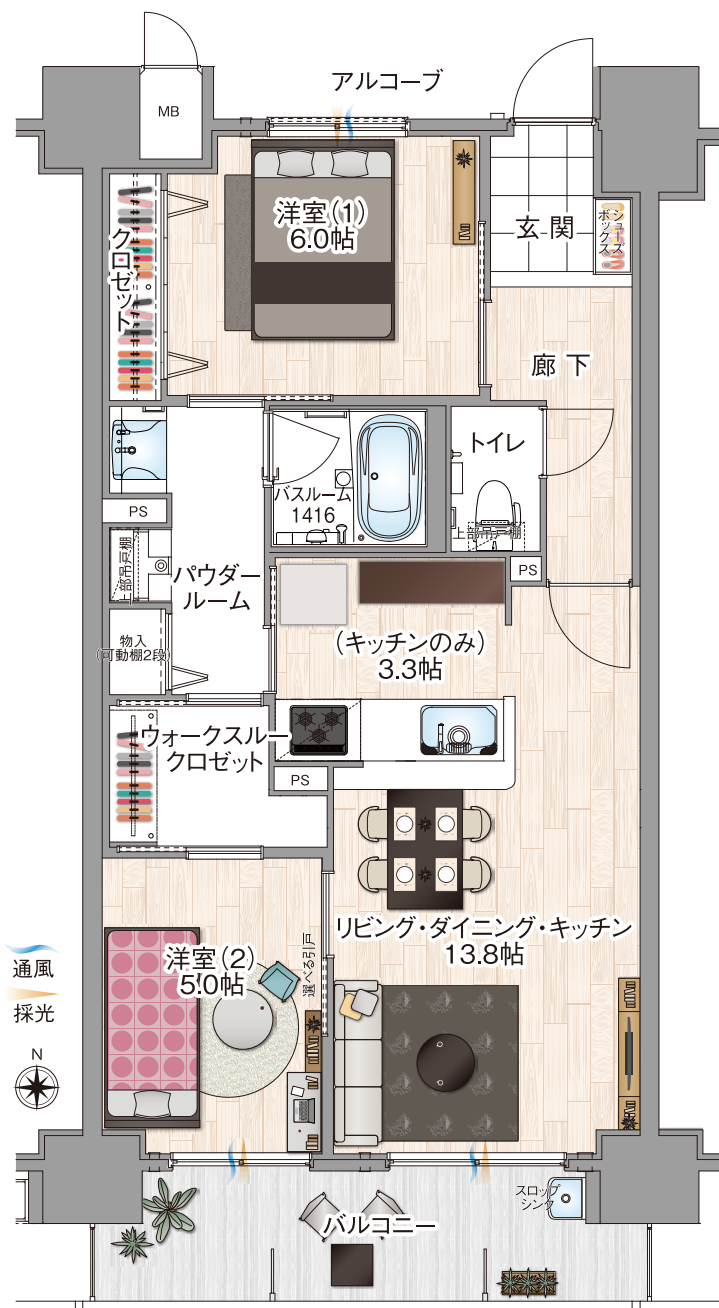 アルコーブ
MB
洋室(1)
6.0帖
クロゼット
玄関
シューズ
ボックス
廊下
トイレ
上部吊戸棚
バスルーム
1416
PS
PS
上部吊戸棚
パウダー
ルーム
物入
(可動棚2段)
(キッチンのみ)
3.3帖
ウォークスルー
クロゼット
PS
リビング・ダイニング・キッチン
13.8帖
洋室(2)
5.0帖
選べる引戸
通風
採光
N
スロップ
シンク
バルコニー